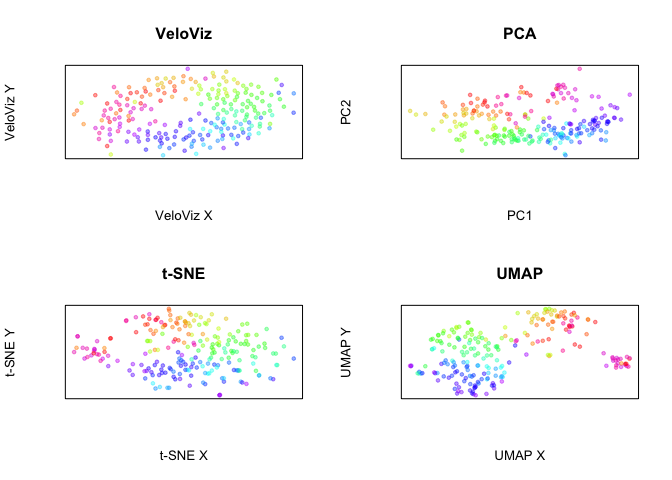 VeloViz
VeloViz Y
VeloViz X
PCA
PC2
PC1
t-SNE
t-SNE Y
t-SNE X
UMAP
UMAP Y
UMAP X